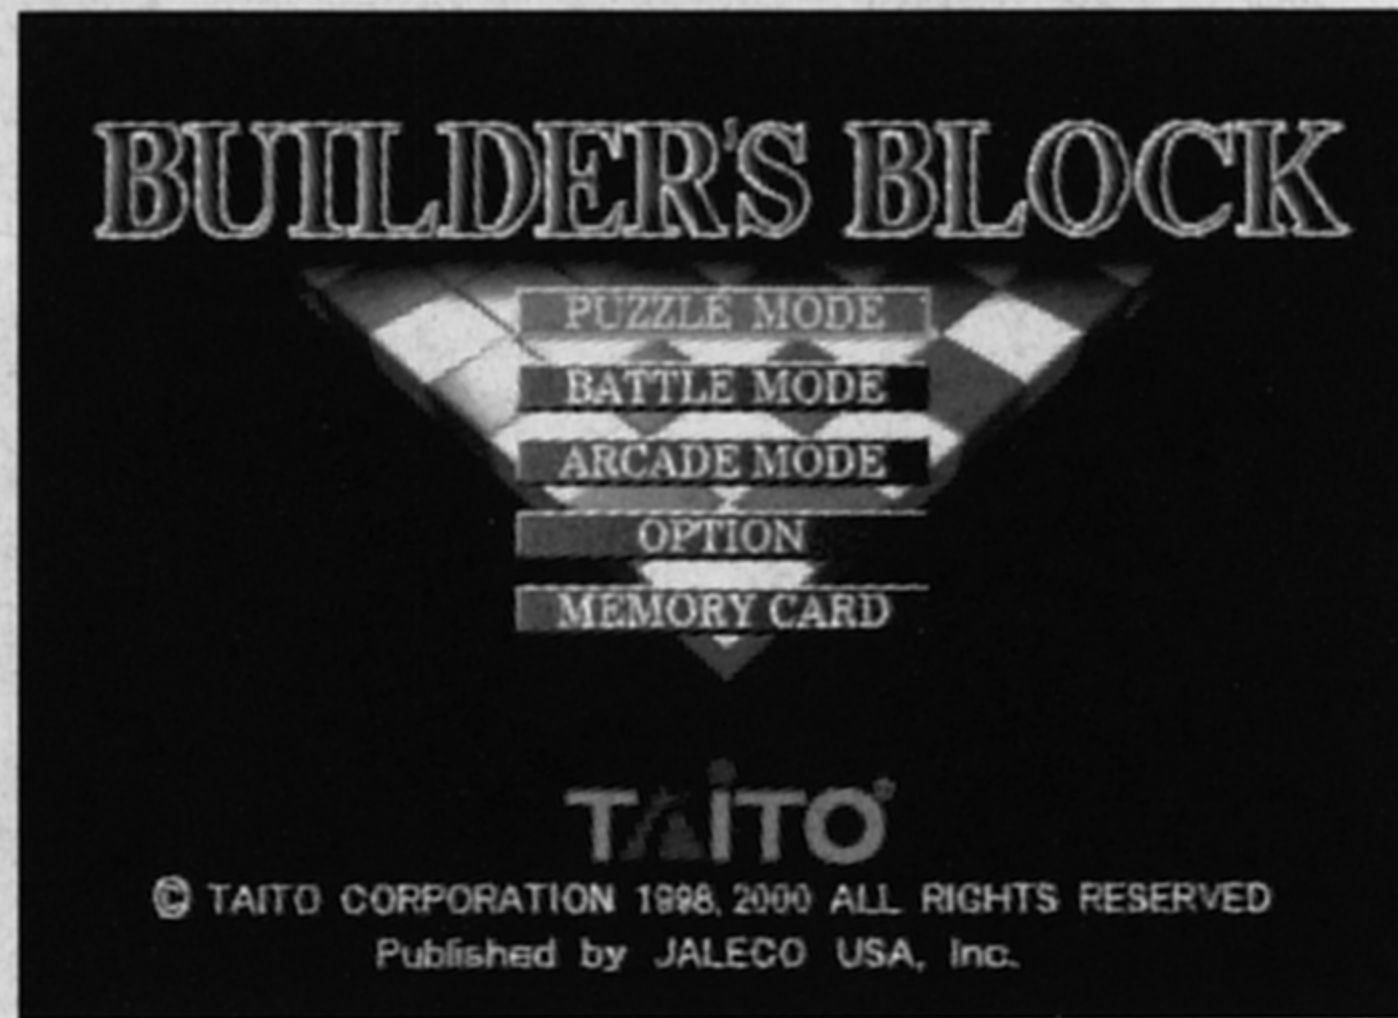 BUILDER'S BLOCK
PUZZLE MODE
BATTLE MODE
ARCADE MODE
OPTION
MEMORY CARD
TAITO
© TAITO CORPORATION 1998, 2000 ALL RIGHTS RESERVED
Published by JALECO USA, Inc.